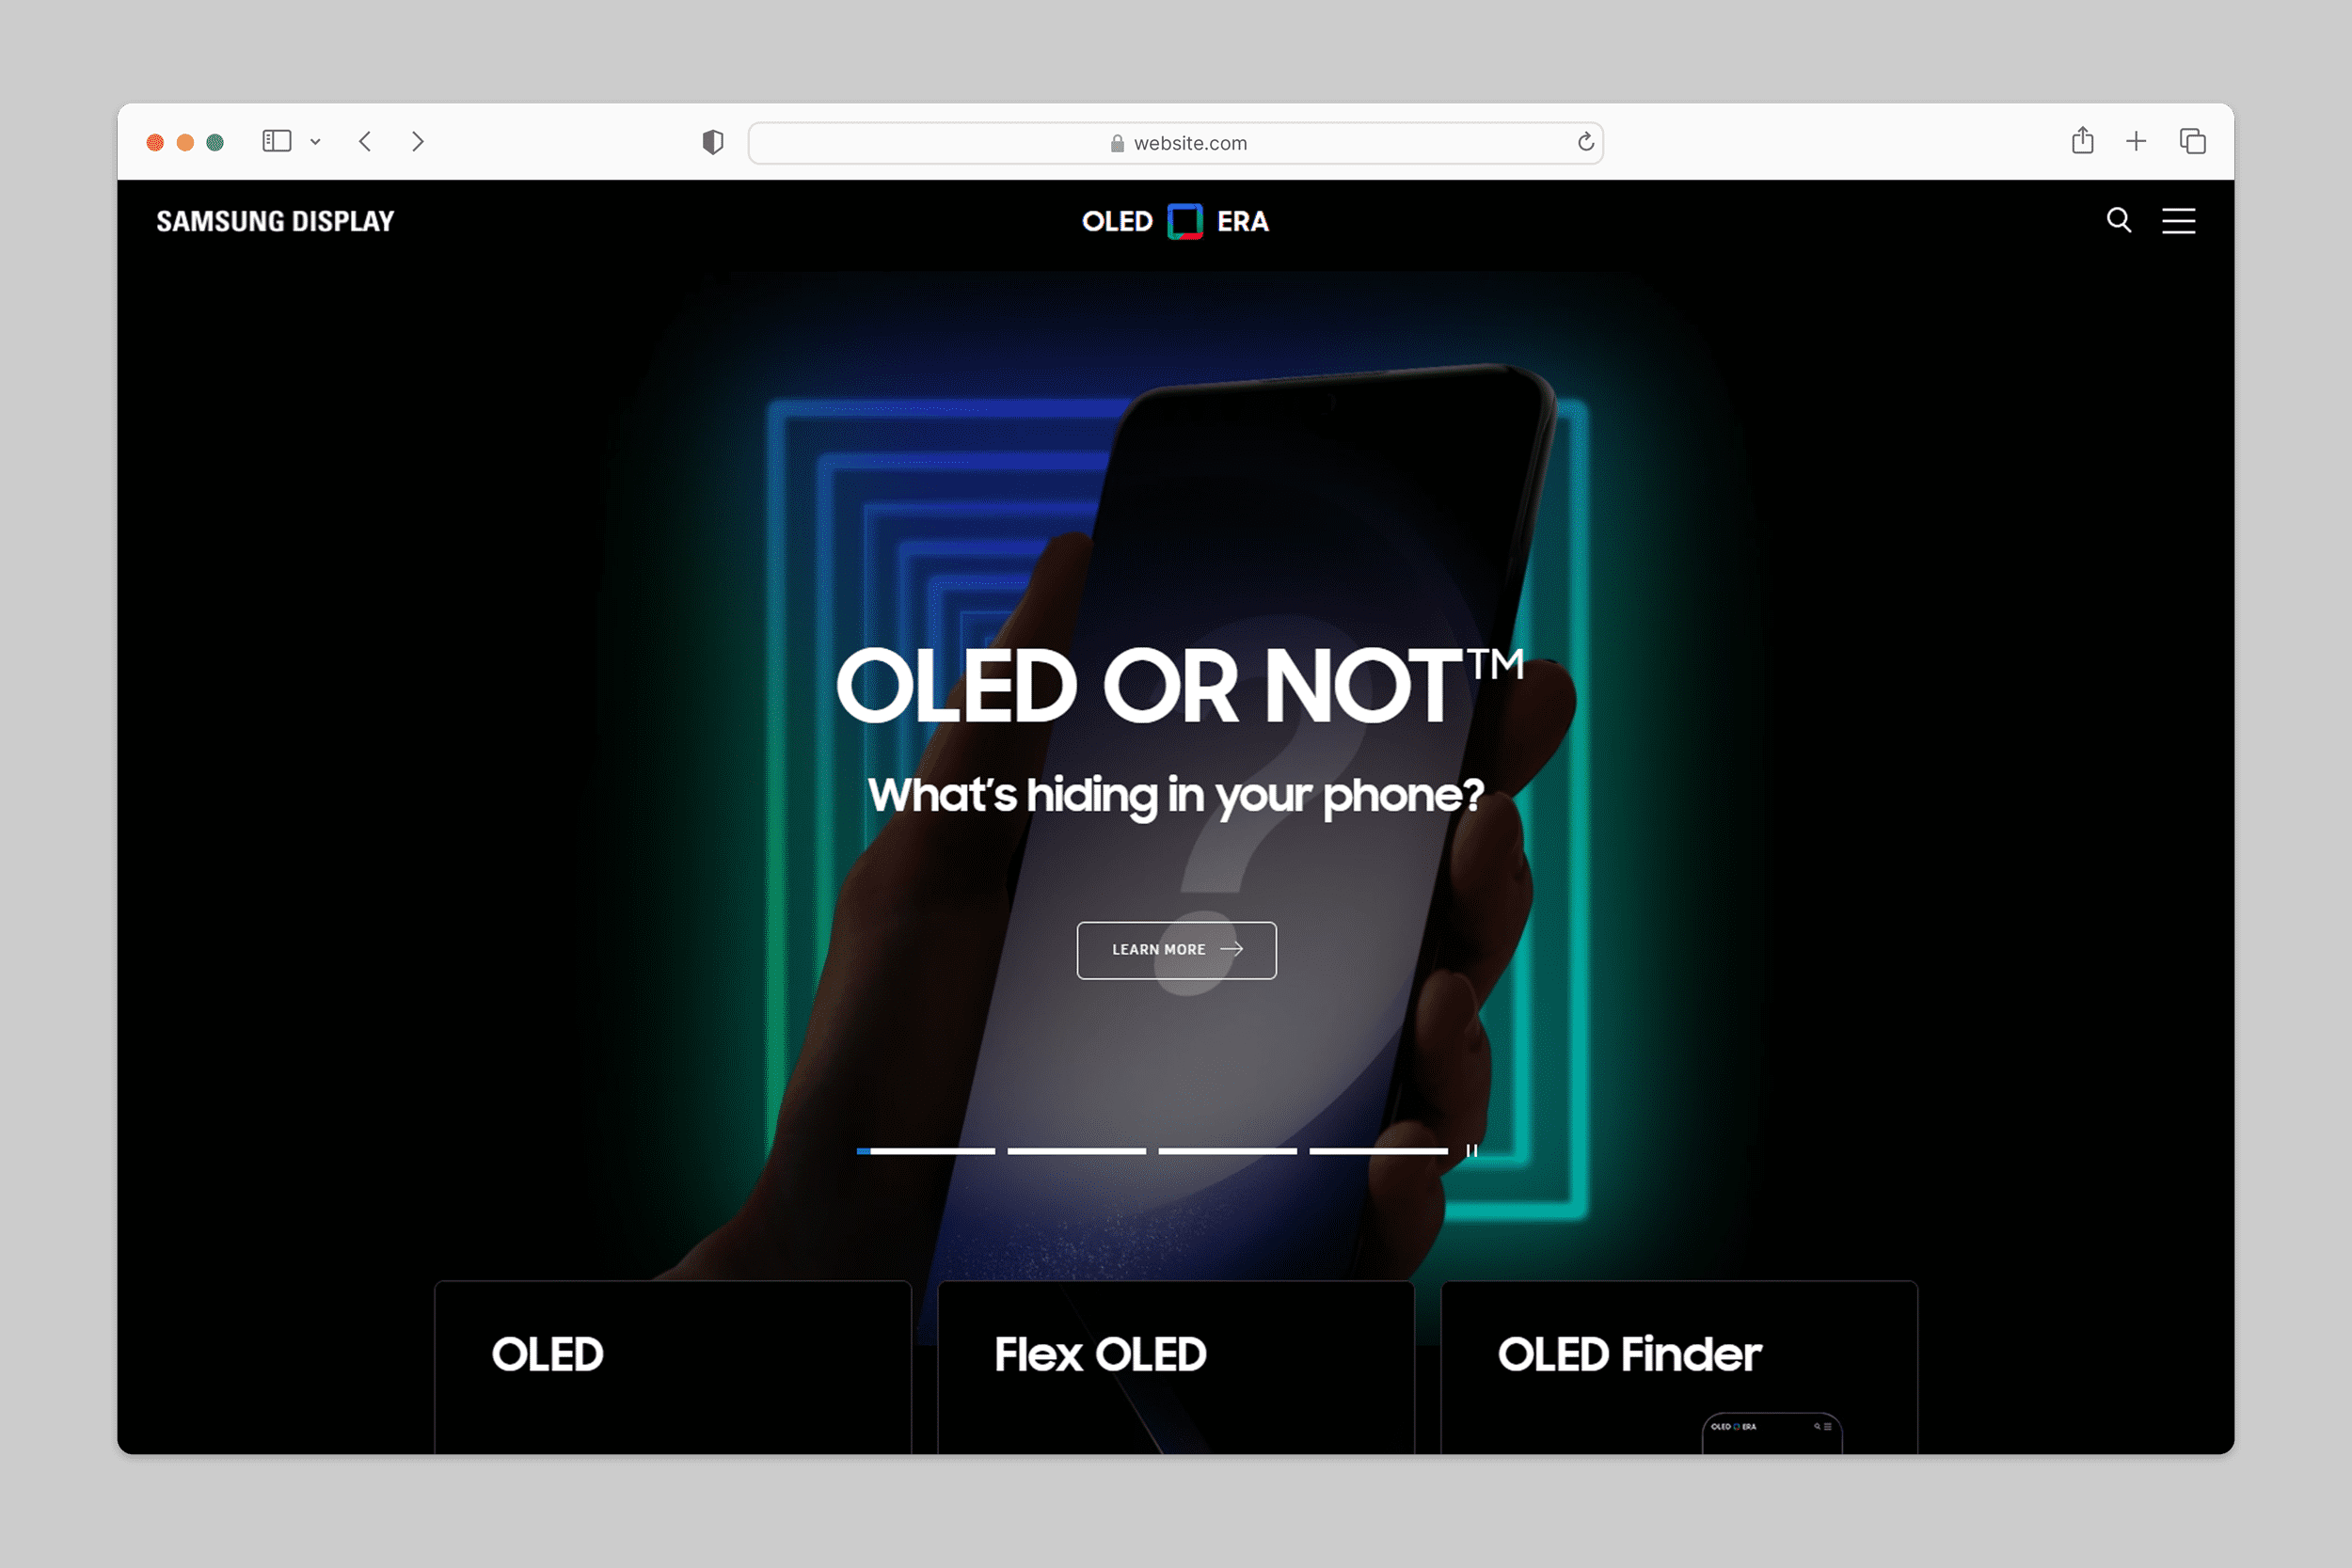 website.com
SAMSUNG DISPLAY
OLED ERA
?
OLED OR NOT™
What's hiding in your phone?
LEARN MORE
OLED
Flex OLED
OLED Finder
OLED ERA